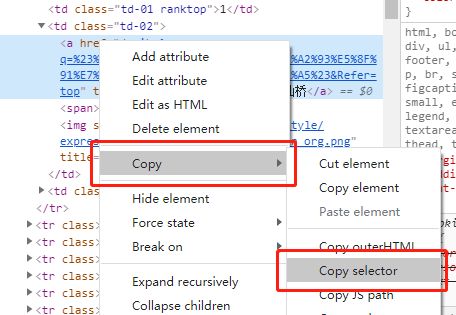 <td class="td-01 ranktop">1</td>
▼<td class="td-02">
<a href=
q=%23% %A2%93%E5%8F%
91%E7% %A5%23&Refer=
top" t 桥</a> == $0
<span>
<img s style/
expres org.png"
title=
</td>
▶<td c
</tr>
▶<tr class
▶<tr class
▶<tr class
▶<tr class
▶<tr class
▶<tr class
Add attribute
Edit attribute
Edit as HTML
Delete element
Copy
Hide element
Force state
Break on
Expand recursively
Collapse children
Cut element
Copy element
Paste element
Copy outerHTML
Copy selector
Copy JS path
}
html, bo
div, ul,
footer,
p, br, s
figcapti
small, e
legend,
textarea
thead, t